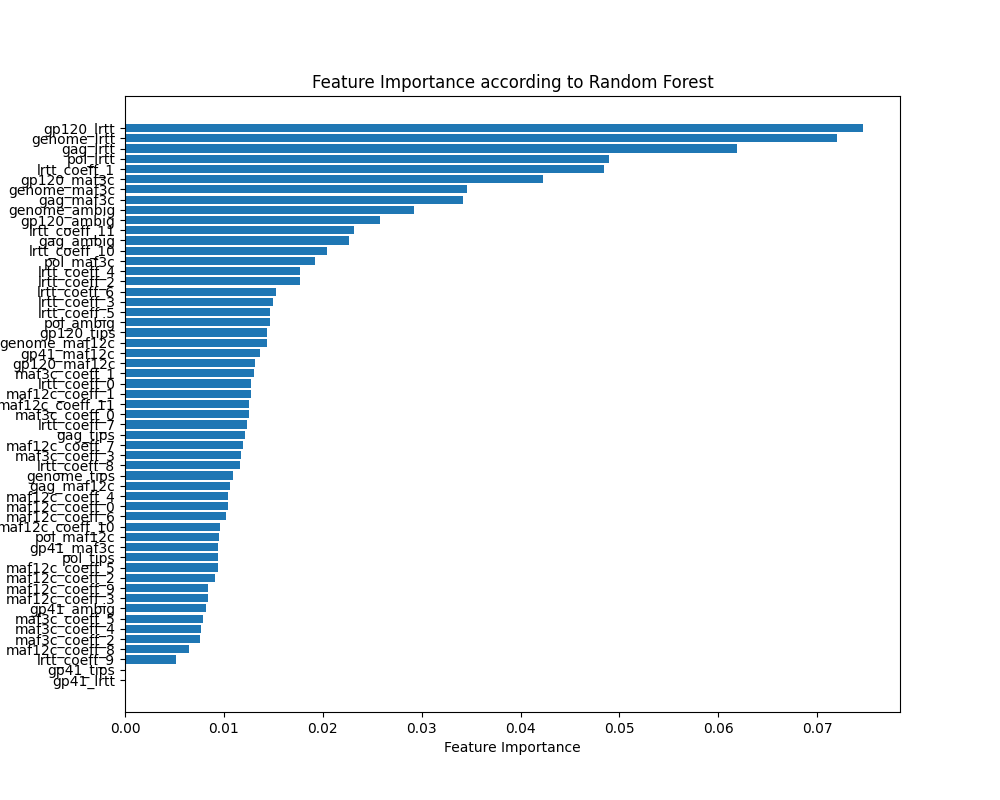 Feature Importance according to Random Forest
gp120_lrtt
genome_lrtt
gag_lrtt
pol_lrtt
lrtt_coeff_1
gp120_maf3c
genome_maf3c
gag_maf3c
genome_ambig
gp120_ambig
lrtt_coeff_11
gag_ambig
lrtt_coeff_10
pol_maf3c
lrtt_coeff_4
lrtt_coeff_2
lrtt_coeff_6
lrtt_coeff_3
lrtt_coeff_5
pol_ambig
gp120_tips
genome_maf12c
gp41_maf12c
gp120_maf12c
maf3c_coeff_1
lrtt_coeff_0
maf12c_coeff_1
maf12c_coeff_11
maf3c_coeff_0
lrtt_coeff_7
gag_tips
maf12c_coeff_7
maf3c_coeff_3
lrtt_coeff_8
genome_tips
gag_maf12c
maf12c_coeff_4
maf12c_coeff_0
maf12c_coeff_6
maf12c_coeff_10
pol_maf12c
gp41_maf3c
pol_tips
maf12c_coeff_5
maf12c_coeff_2
maf12c_coeff_9
maf12c_coeff_3
gp41_ambig
maf3c_coeff_5
maf3c_coeff_4
maf3c_coeff_2
maf12c_coeff_8
lrtt_coeff_9
gp41_tips
gp41_lrtt
0.00 0.01 0.02 0.03 0.04 0.05 0.06 0.07
Feature Importance